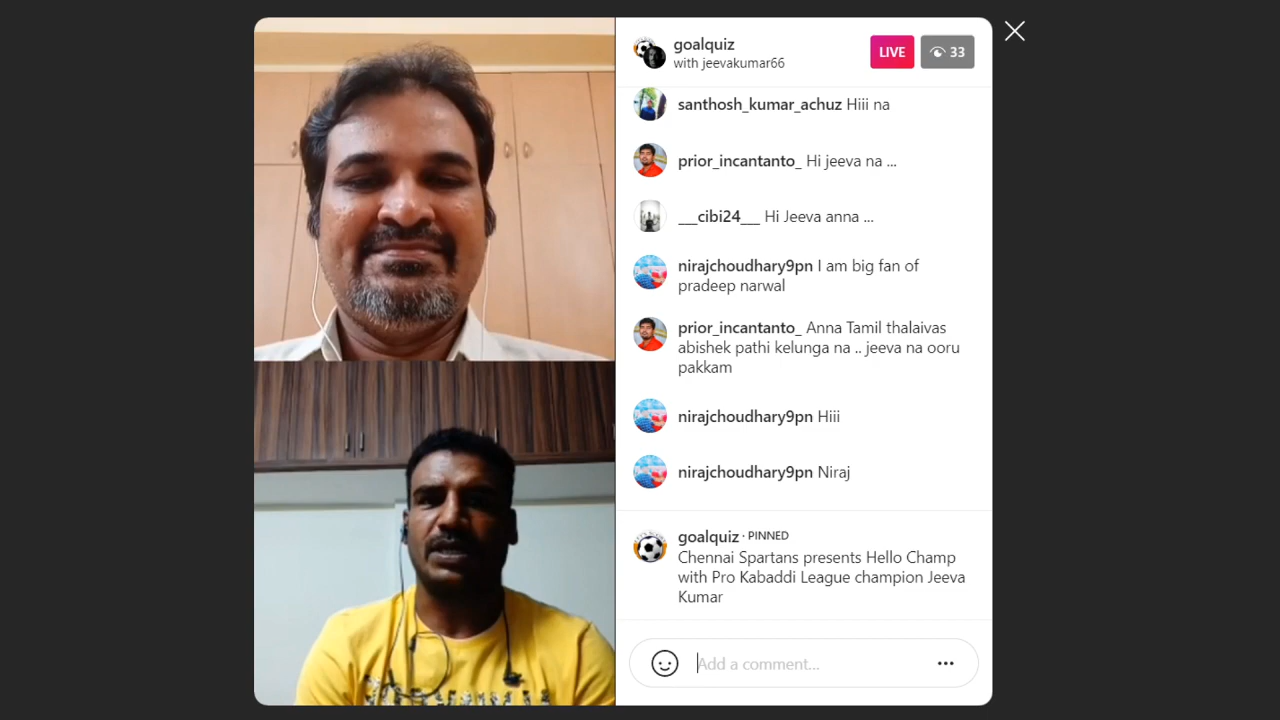 goalquiz
with jeevakumar66
LIVE
33
santhosh_kumar_achuz Hiii na
prior_incantanto_ Hi jeeva na ...
___cibi24___ Hi Jeeva anna ...
nirajchoudhary9pn I am big fan of
pradeep narwal
prior_incantanto_ Anna Tamil thalaivas
abishek pathi kelunga na .. jeeva na ooru
pakkam
nirajchoudhary9pn Hiii
nirajchoudhary9pn Niraj
goalquiz · PINNED
Chennai Spartans presents Hello Champ
with Pro Kabaddi League champion Jeeva
Kumar
Add a comment...